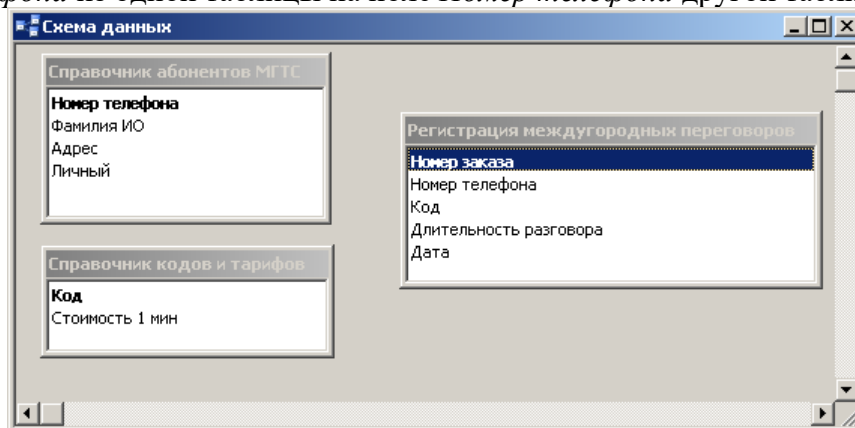 Схема данных
Справочник абонентов МГТС
Номер телефона
Фамилия ИО
Адрес
Личный
Справочник кодов и тарифов
Код
Стоимость 1 мин
Регистрация междугородных переговоров
Номер заказа
Номер телефона
Код
Длительность разговора
Дата